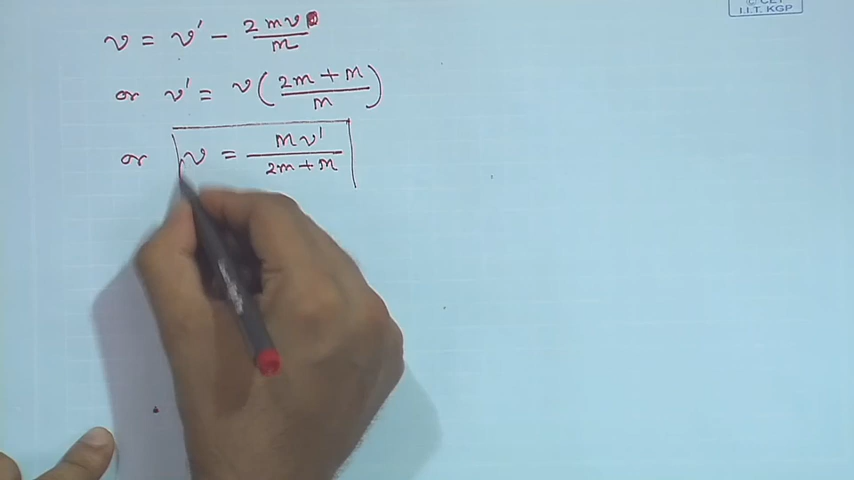 © CET
I.I.T. KGP
v = v' - 2mv/m
or v' = v ( 2m + M / m )
or v = mv' / 2m + M